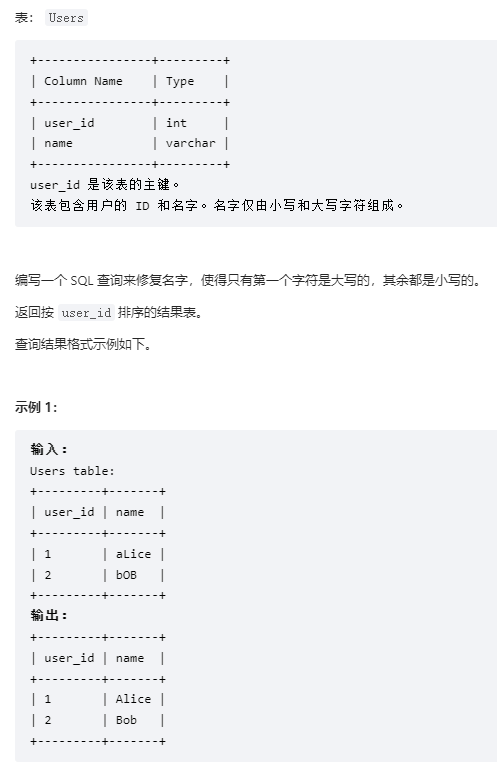 表： Users
+----------------+---------+
| Column Name    | Type    |
+----------------+---------+
| user_id        | int     |
| name           | varchar |
+----------------+---------+
user_id 是该表的主键。
该表包含用户的 ID 和名字。名字仅由小写和大写字符组成。
编写一个 SQL 查询来修复名字，使得只有第一个字符是大写的，其余都是小写的。
返回按 user_id 排序的结果表。
查询结果格式示例如下。
示例 1：
输入：
Users table:
+---------+-------+
| user_id | name  |
+---------+-------+
| 1       | aLice |
| 2       | bOB   |
+---------+-------+
输出：
+---------+-------+
| user_id | name  |
+---------+-------+
| 1       | Alice |
| 2       | Bob   |
+---------+-------+